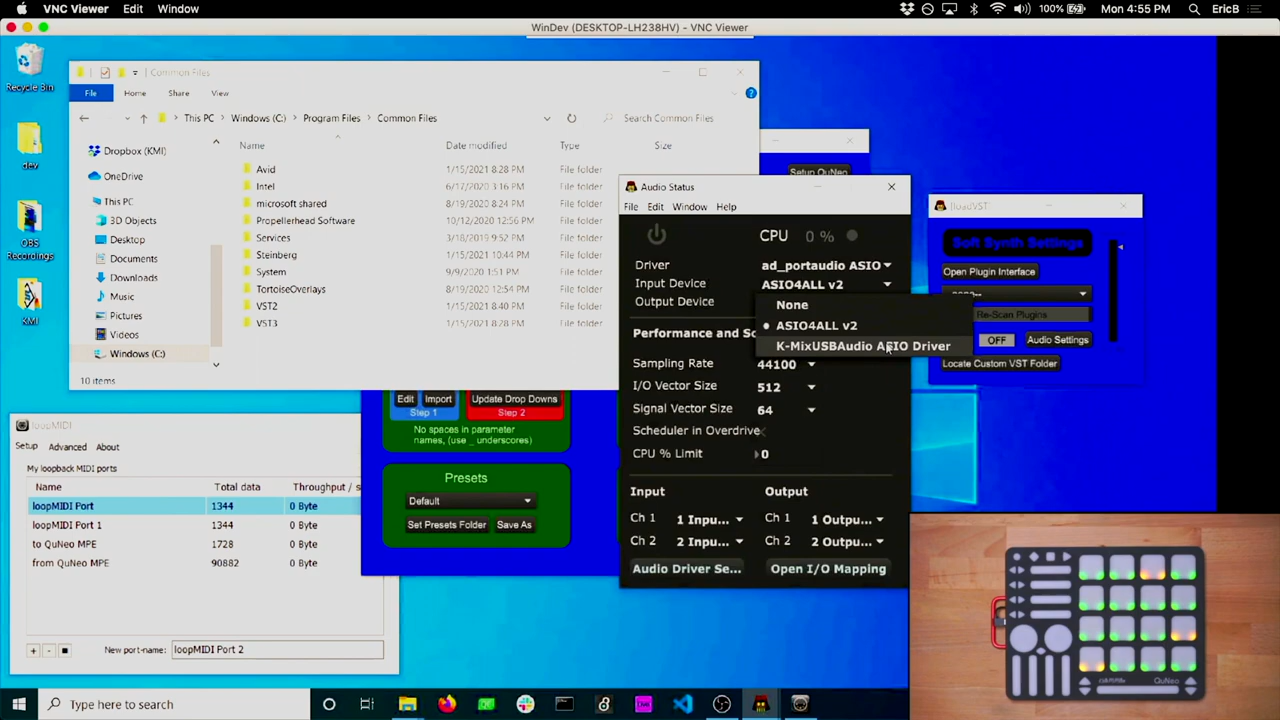 VNC Viewer Edit Window 100% Mon 4:55 PM EricB
WinDev (DESKTOP-LH238HV) - VNC Viewer
Recycle Bin
dev
OBS
Recordings
KMI
Common Files
File Home Share View
This PC Windows (C:) Program Files Common Files Search Common Files
Name Date modified Type Size
Dropbox (KMI)
OneDrive
This PC
3D Objects
Desktop
Documents
Downloads
Music
Pictures
Videos
Windows (C:)
Avid 1/15/2021 8:28 PM File folder
Intel 6/17/2020 3:16 PM File folder
microsoft shared 8/19/2020 8:24 PM File folder
Propellerhead Software 10/12/2020 12:56 PM File folder
Services 3/18/2019 9:52 PM File folder
Steinberg 1/15/2021 10:44 PM File folder
System 9/9/2020 1:51 PM File folder
TortoiseOverlays 8/19/2020 12:54 PM File folder
VST2 1/15/2021 8:40 PM File folder
VST3 1/15/2021 8:28 PM File folder
10 items
Setup QuNeo
Audio Status
File Edit Window Help
CPU 0 %
Driver ad_portaudio ASIO
Input Device ASIO4ALL v2
Output Device
None
ASIO4ALL v2
K-MixUSBAudio ASIO Driver
Performance and Sc
Sampling Rate 44100
I/O Vector Size 512
Signal Vector Size 64
Scheduler in Overdrive
CPU % Limit 0
Input Output
Ch 1 1 Inpu... Ch 1 1 Outpu...
Ch 2 2 Inpu... Ch 2 2 Outpu...
Audio Driver Se... Open I/O Mapping
[loadVST]
Soft Synth Settings
Open Plugin Interface
Re-Scan Plugins
OFF Audio Settings
Locate Custom VST Folder
Edit Import Update Drop Downs
Step 1 Step 2
No spaces in parameter
names, (use _ underscores)
Presets
Default
Set Presets Folder Save As
loopMIDI
Setup Advanced About
My loopback MIDI ports
Name Total data Throughput / s
loopMIDI Port 1344 0 Byte
loopMIDI Port 1 1344 0 Byte
to QuNeo MPE 1728 0 Byte
from QuNeo MPE 90882 0 Byte
+ - New port-name: loopMIDI Port 2
QuNeo
Type here to search